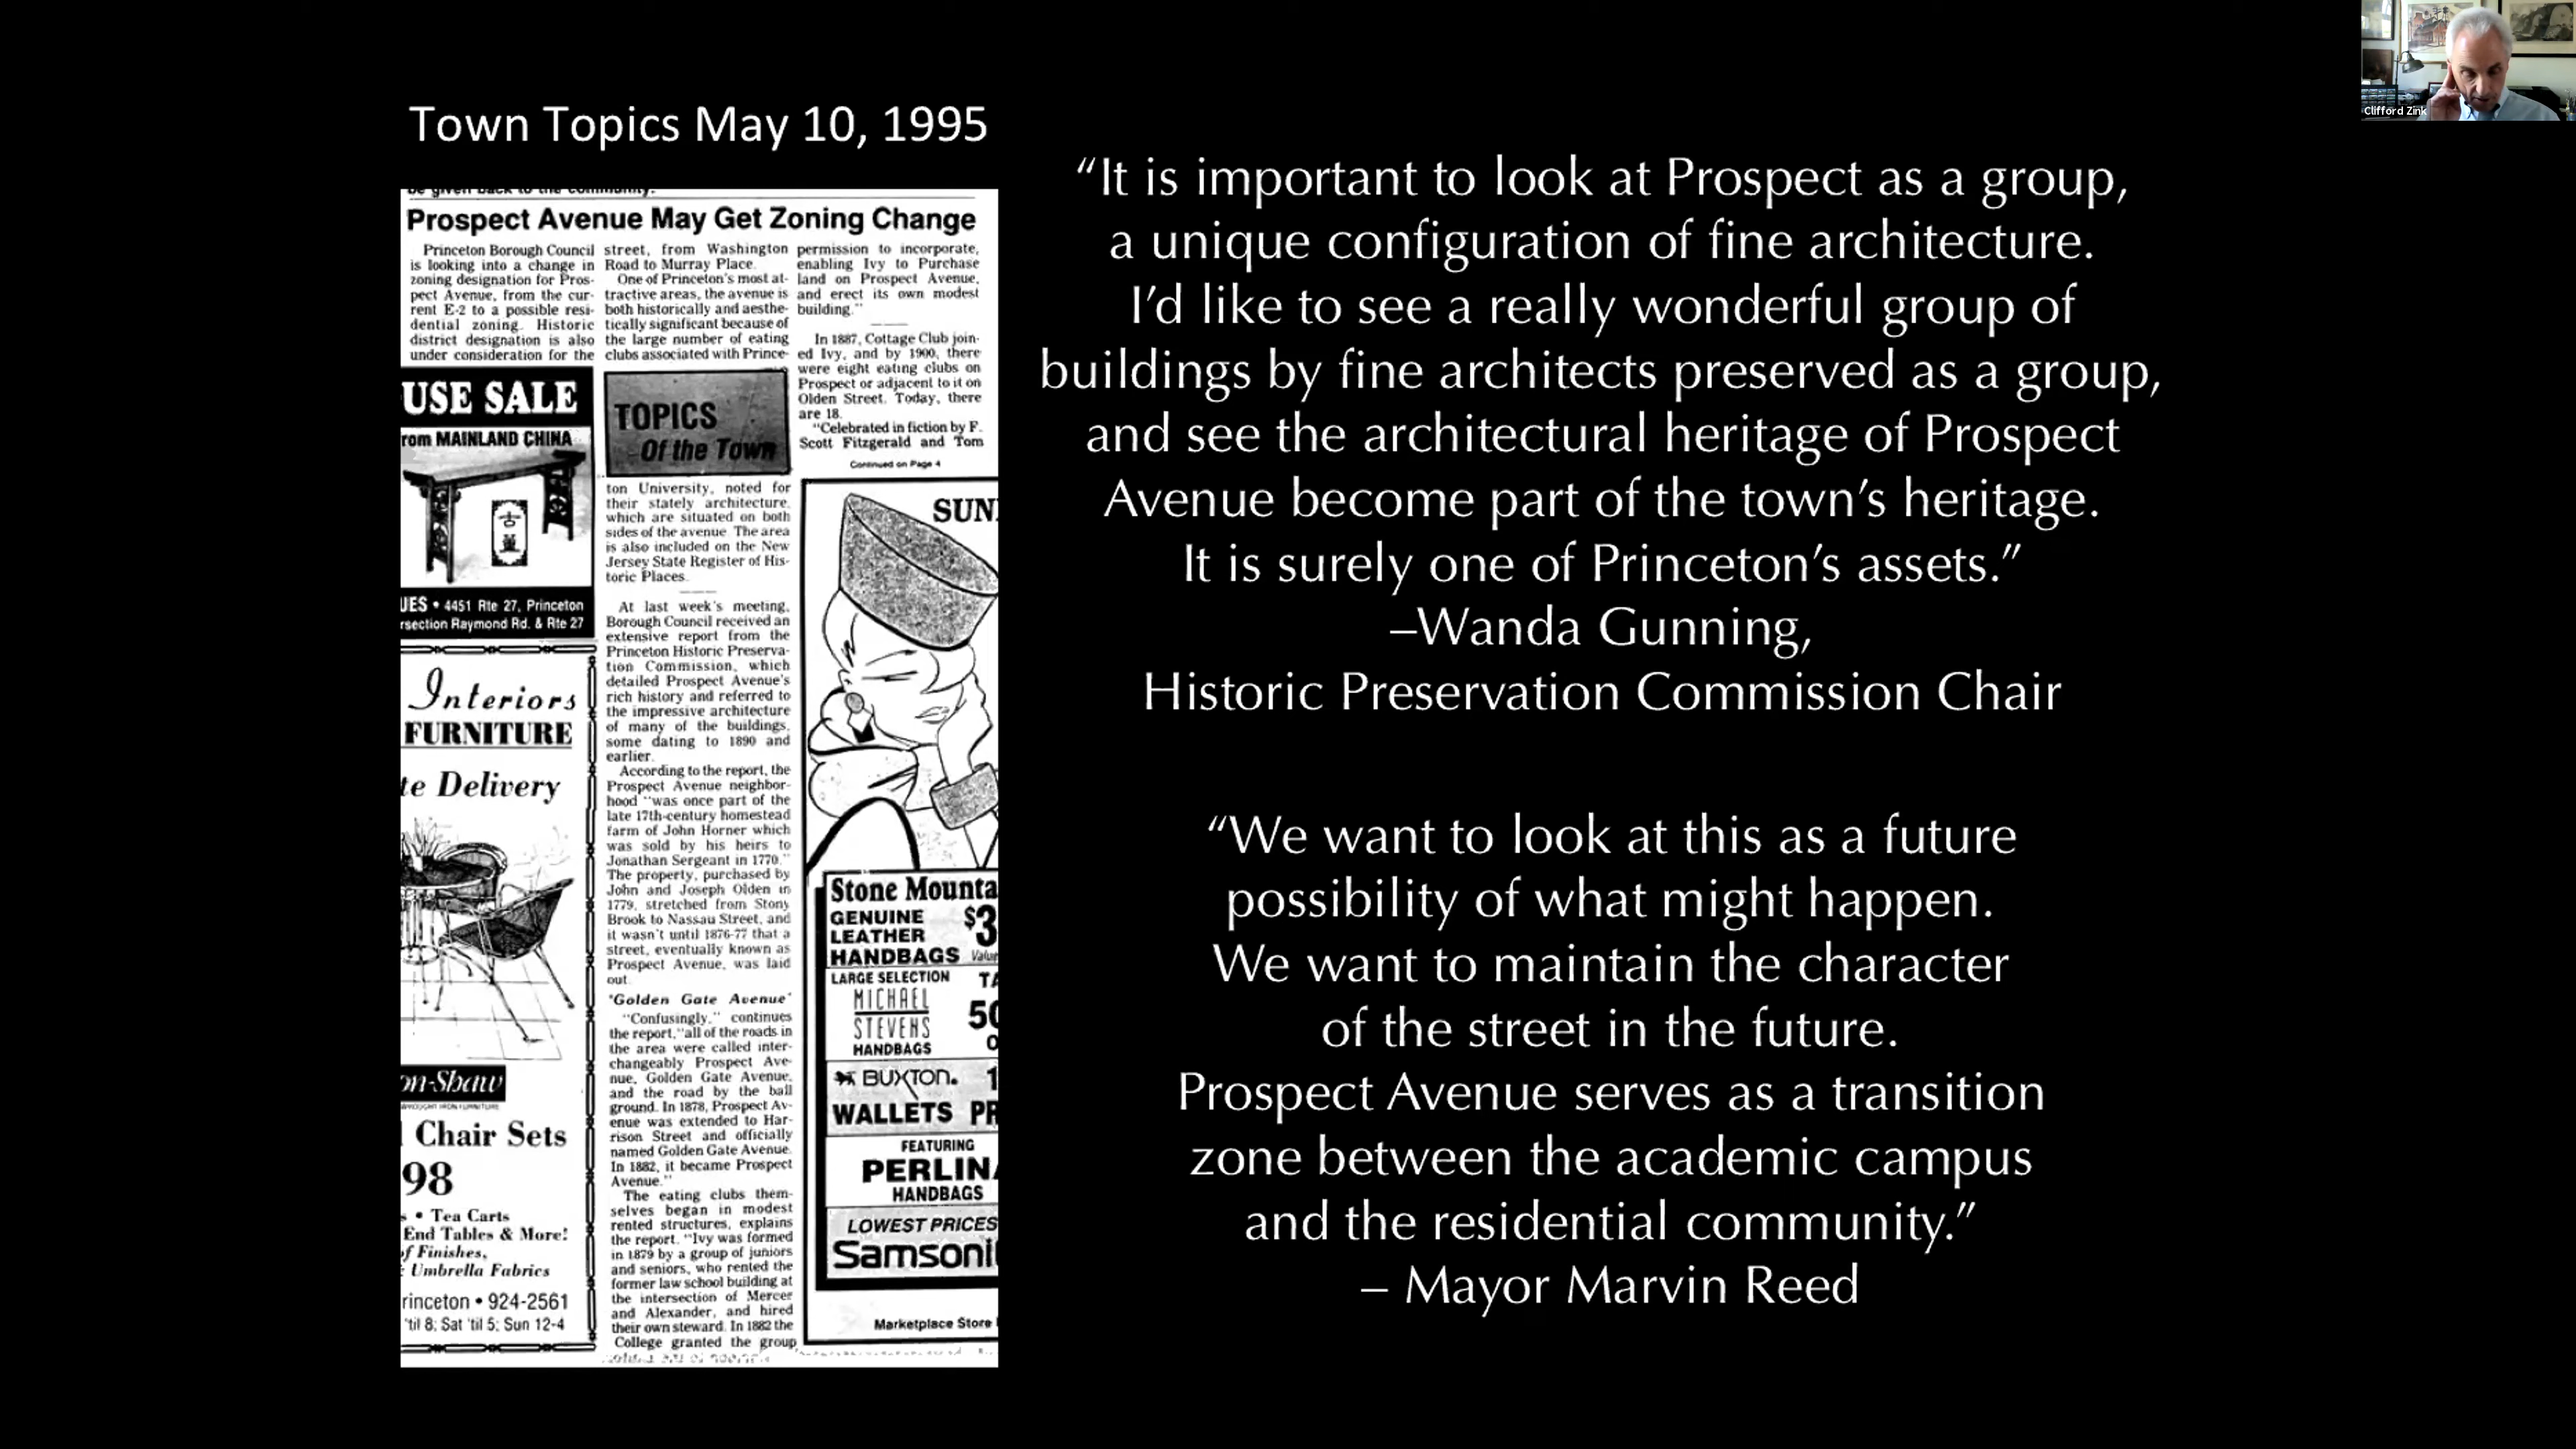 Clifford Zink
Town Topics May 10, 1995
be given back to the community.
Prospect Avenue May Get Zoning Change
Princeton Borough Council
is looking into a change in
zoning designation for Pros-
pect Avenue, from the cur-
rent E-2 to a possible resi-
dential zoning. Historic
district designation is also
under consideration for the
street, from Washington
Road to Murray Place.
One of Princeton's most at-
tractive areas, the avenue is
both historically and aesthe-
tically significant because of
the large number of eating
clubs associated with Prince-
TOPICS
Of the Town
ton University, noted for
their stately architecture,
which are situated on both
sides of the avenue. The area
is also included on the New
Jersey State Register of His-
toric Places.
At last week's meeting,
Borough Council received an
extensive report from the
Princeton Historic Preserva-
tion Commission, which
detailed Prospect Avenue's
rich history and referred to
the impressive architecture
of many of the buildings,
some dating to 1890 and
earlier.
According to the report, the
Prospect Avenue neighbor-
hood "was once part of the
late 17th-century homestead
farm of John Horner which
was sold by his heirs to
Jonathan Sergeant in 1770."
The property, purchased by
John and Joseph Olden in
1779, stretched from Stony
Brook to Nassau Street, and
it wasn't until 1876-77 that a
street, eventually known as
Prospect Avenue, was laid
out.
'Golden Gate Avenue'
"Confusingly," continues
the report, "all of the roads in
the area were called inter-
changeably Prospect Ave-
nue, Golden Gate Avenue,
and the road by the ball
ground. In 1878, Prospect Av-
enue was extended to Har-
rison Street and officially
named Golden Gate Avenue.
In 1882, it became Prospect
Avenue."
The eating clubs them-
selves began in modest
rented structures, explains
the report. "Ivy was formed
in 1879 by a group of juniors
and seniors, who rented the
former law school building at
the intersection of Mercer
and Alexander, and hired
their own steward. In 1882 the
College granted the group
permission to incorporate,
enabling Ivy to Purchase
land on Prospect Avenue,
and erect its own modest
building."
In 1887, Cottage Club join-
ed Ivy, and by 1900, there
were eight eating clubs on
Prospect or adjacent to it on
Olden Street. Today, there
are 18.
"Celebrated in fiction by F.
Scott Fitzgerald and Tom
Continued on Page 4
USE SALE
rom MAINLAND CHINA
UES • 4451 Rte 27, Princeton
rsection Raymond Rd. & Rte 27
Interiors
FURNITURE
te Delivery
on-Shaw
Chair Sets
98
s • Tea Carts
End Tables & More!
of Finishes,
Umbrella Fabrics
rinceton • 924-2561
'til 8; Sat 'til 5; Sun 12-4
SUN
Stone Mounta
GENUINE
LEATHER
HANDBAGS
$3
Value
LARGE SELECTION
MICHAEL
STEVENS
HANDBAGS
TA
50
O
BUXTON.
WALLETS
1
PR
FEATURING
PERLINA
HANDBAGS
LOWEST PRICES
Samsoni
Marketplace Store
“It is important to look at Prospect as a group,
a unique configuration of fine architecture.
I’d like to see a really wonderful group of
buildings by fine architects preserved as a group,
and see the architectural heritage of Prospect
Avenue become part of the town’s heritage.
It is surely one of Princeton’s assets.”
–Wanda Gunning,
Historic Preservation Commission Chair
“We want to look at this as a future
possibility of what might happen.
We want to maintain the character
of the street in the future.
Prospect Avenue serves as a transition
zone between the academic campus
and the residential community.”
– Mayor Marvin Reed